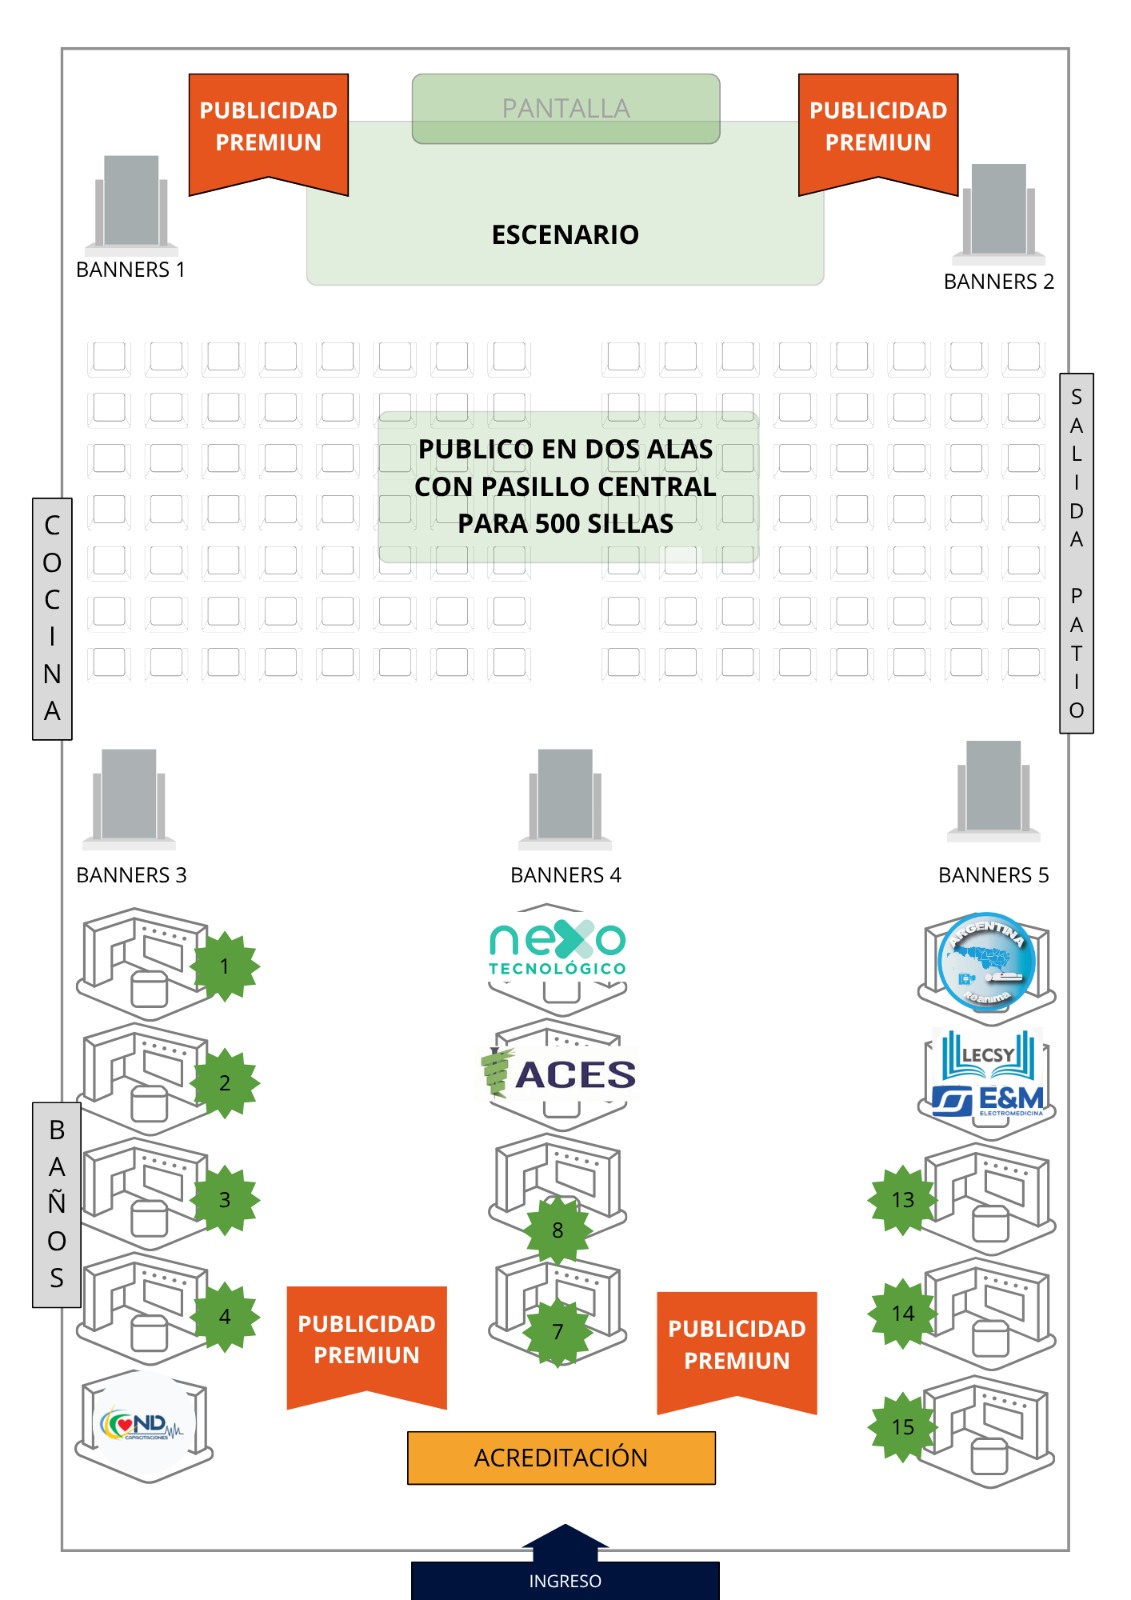 PUBLICIDAD
PREMIUN
PANTALLA
PUBLICIDAD
PREMIUN
ESCENARIO
BANNERS 1
BANNERS 2
PUBLICO EN DOS ALAS
CON PASILLO CENTRAL
PARA 500 SILLAS
COCINA
SALIDA PATIO
BANNERS 3
BANNERS 4
BANNERS 5
1
nexo
TECNOLÓGICO
ARGENTINA
Reanima
2
ACES
LECSY
E&M
ELECTROMEDICINA
BAÑOS
3
8
13
4
PUBLICIDAD
PREMIUN
7
PUBLICIDAD
PREMIUN
14
ND
CAPACITACIONES
15
ACREDITACIÓN
INGRESO